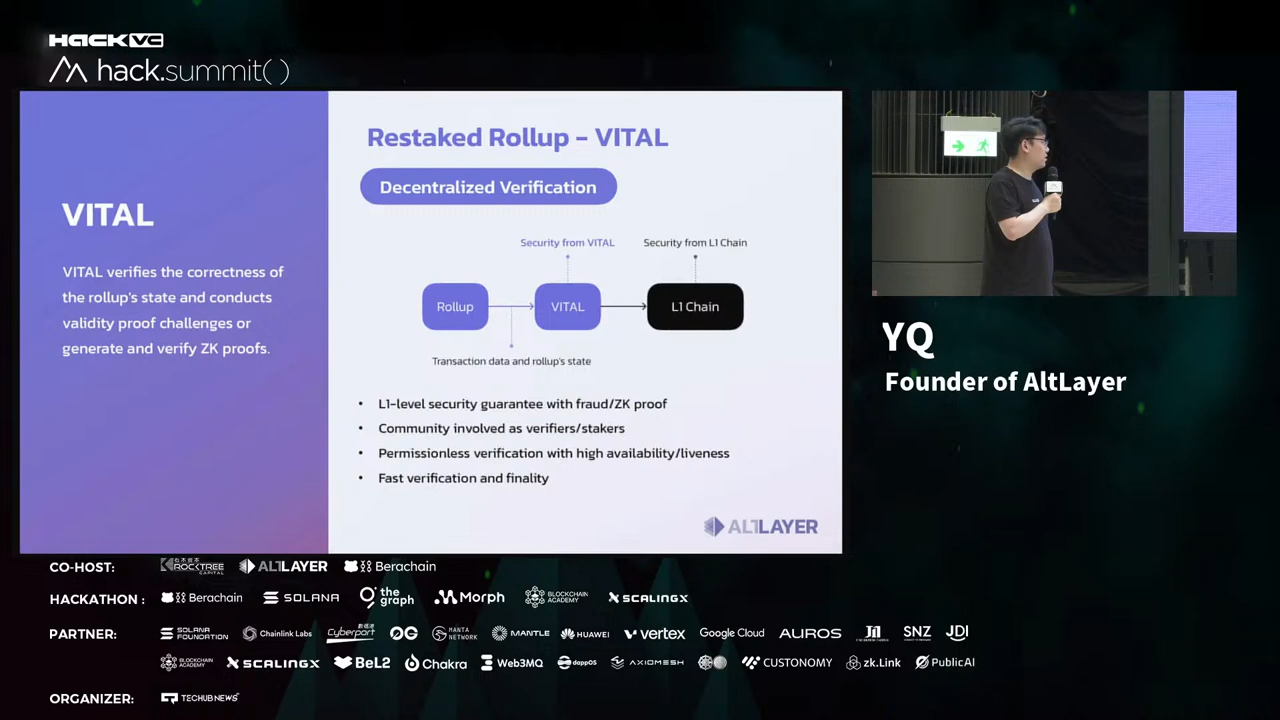 HACK VC
hack.summit()
VITAL
VITAL verifies the correctness of
the rollup's state and conducts
validity proof challenges or
generate and verify ZK proofs.
Restaked Rollup - VITAL
Decentralized Verification
Security from VITAL
Security from L1 Chain
Rollup
VITAL
L1 Chain
Transaction data and rollup's state
• L1-level security guarantee with fraud/ZK proof
• Community involved as verifiers/stakers
• Permissionless verification with high availability/liveness
• Fast verification and finality
ALTLAYER
YQ
Founder of AltLayer
CO-HOST: ROCKTREE CAPITAL ALTLAYER Berachain
HACKATHON : Berachain SOLANA the graph Morph BLOCKCHAIN ACADEMY SCALINGX
PARTNER: SOLANA FOUNDATION Chainlink Labs Cyberport 數碼港 0G MANTA NETWORK MANTLE HUAWEI vertex Google Cloud AUROS SNZ JDI
BLOCKCHAIN ACADEMY SCALINGX BeL2 Chakra Web3MQ dappOS AXIOMESH CUSTONOMY zk.Link PublicAI
ORGANIZER: TECHUB NEWS